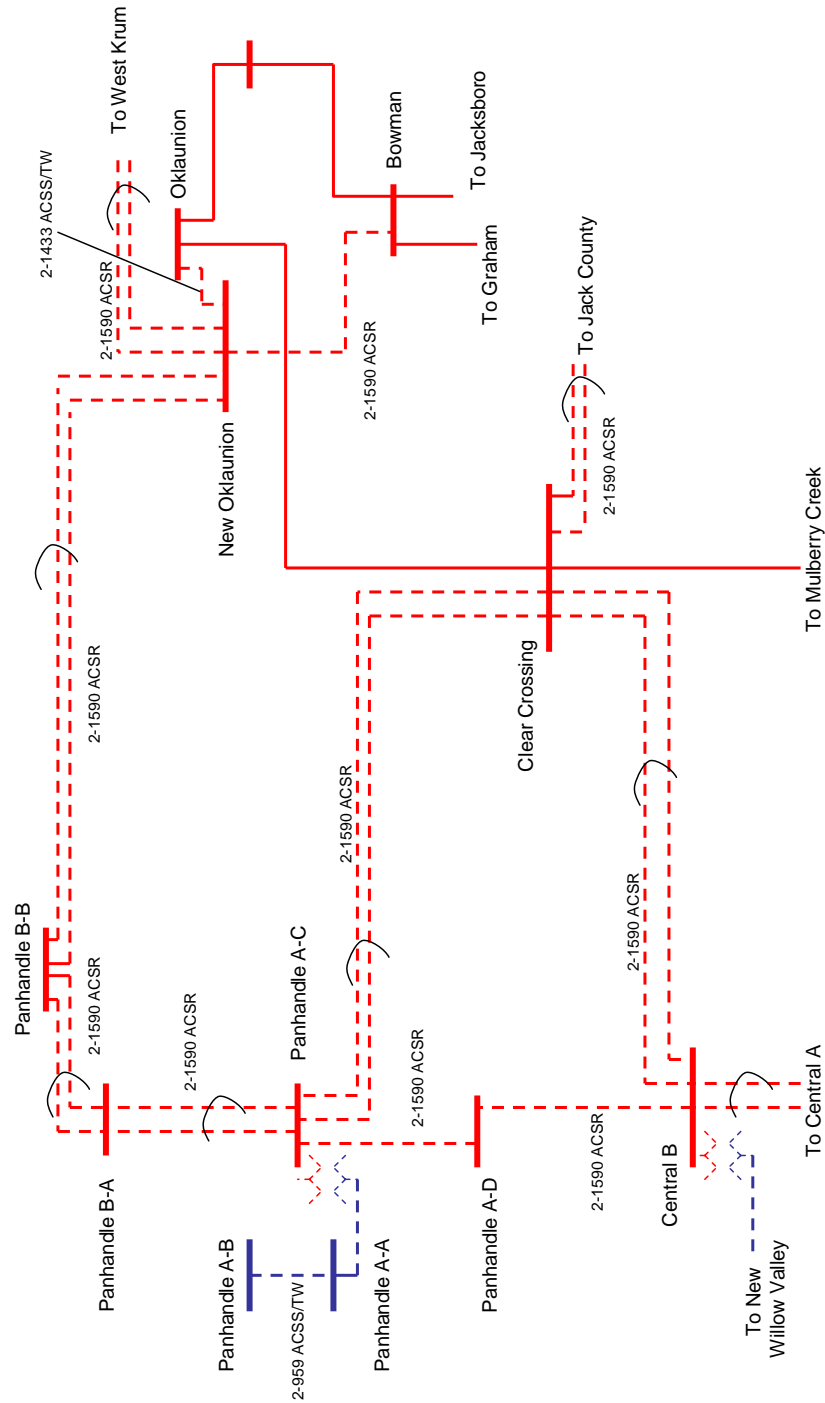 Panhandle B-B
Panhandle B-A
2-1590 ACSR
2-1590 ACSR
2-1590 ACSR
Panhandle A-C
Panhandle A-B
2-959 ACSS/TW
Panhandle A-A
2-1590 ACSR
2-1590 ACSR
Panhandle A-D
2-1590 ACSR
Central B
To New
Willow Valley
To Central A
2-1590 ACSR
Clear Crossing
2-1590 ACSR
To Jack County
To Mulberry Creek
New Oklaunion
2-1590 ACSR
2-1433 ACSS/TW
2-1590 ACSR
To West Krum
Oklaunion
Bowman
To Graham
To Jacksboro